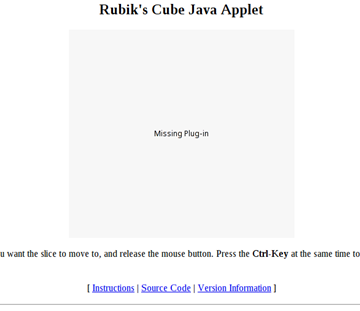 Rubik's Cube Java Applet
Missing Plug-in
u want the slice to move to, and release the mouse button. Press the Ctrl-Key at the same time to
[ Instructions | Source Code | Version Information ]